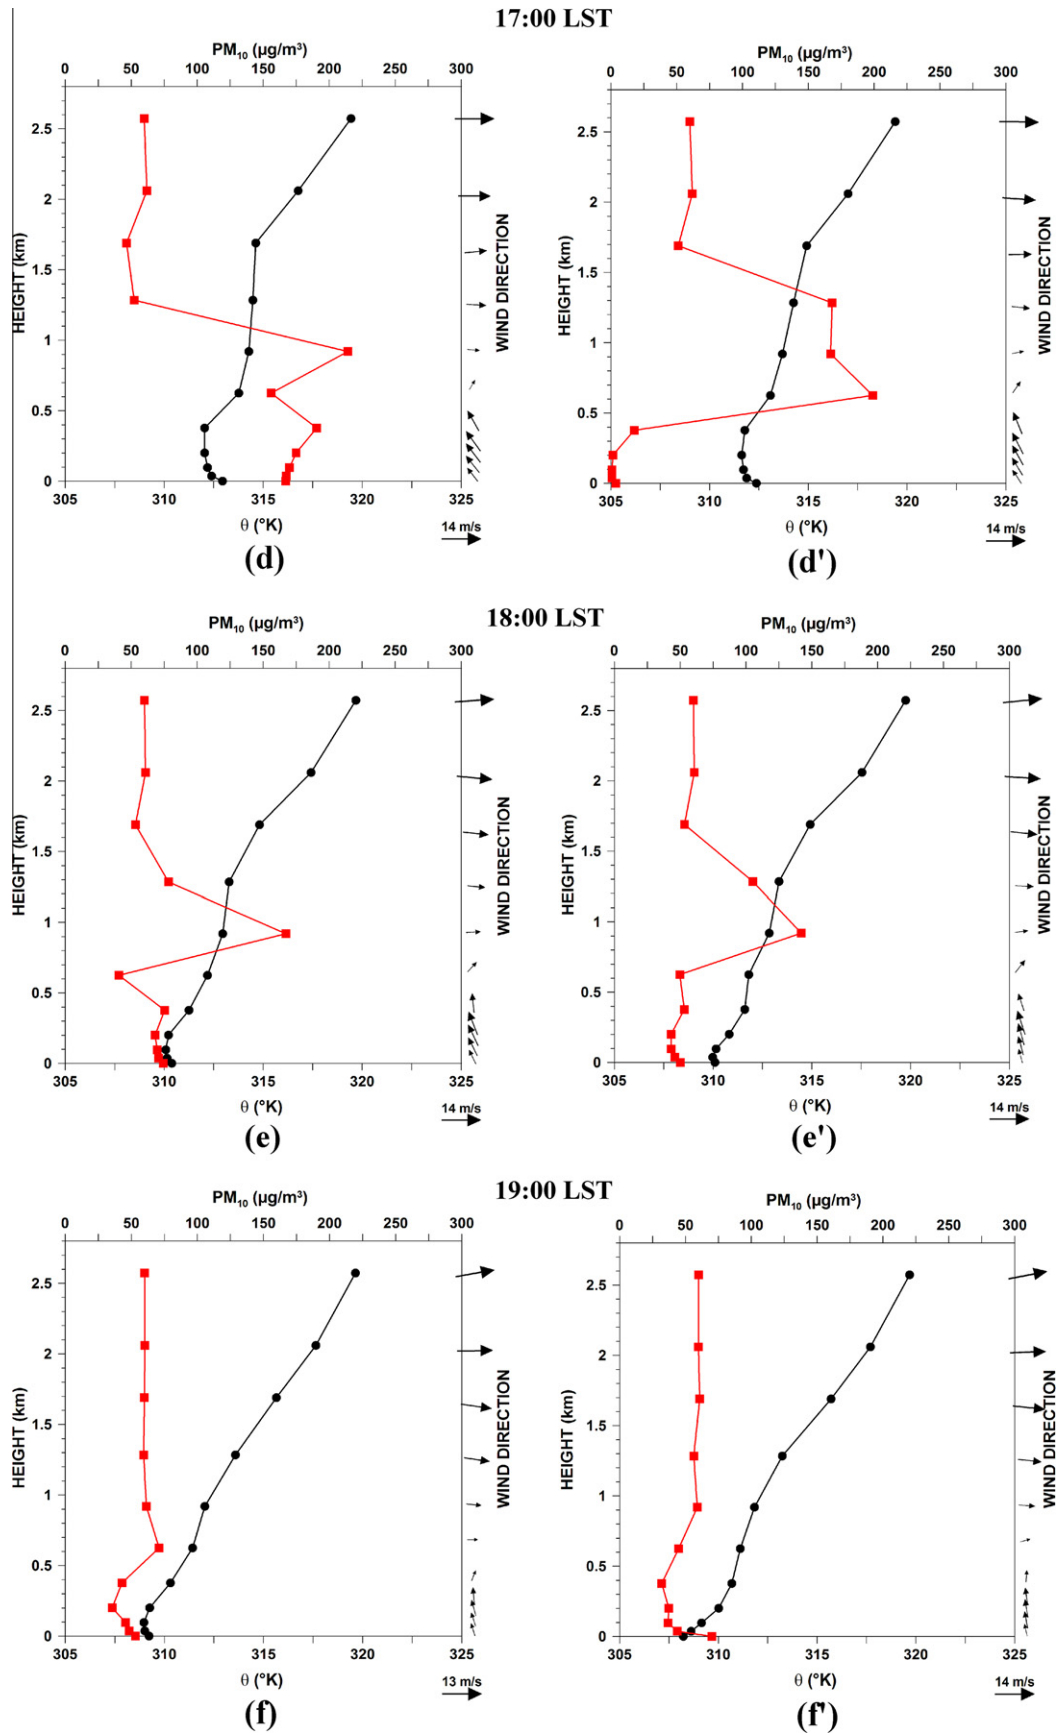 17:00 LST
PM₁₀ (µg/m³)
0 50 100 150 200 250 300
HEIGHT (km)
2.5
2
1.5
1
0.5
0
WIND DIRECTION
305 310 315 320 325
θ (°K)
14 m/s
(d)
PM₁₀ (µg/m³)
0 50 100 150 200 250 300
HEIGHT (km)
2.5
2
1.5
1
0.5
0
WIND DIRECTION
305 310 315 320 325
θ (°K)
14 m/s
(d')
18:00 LST
PM₁₀ (µg/m³)
0 50 100 150 200 250 300
HEIGHT (km)
2.5
2
1.5
1
0.5
0
WIND DIRECTION
305 310 315 320 325
θ (°K)
14 m/s
(e)
PM₁₀ (µg/m³)
0 50 100 150 200 250 300
HEIGHT (km)
2.5
2
1.5
1
0.5
0
WIND DIRECTION
305 310 315 320 325
θ (°K)
14 m/s
(e')
19:00 LST
PM₁₀ (µg/m³)
0 50 100 150 200 250 300
HEIGHT (km)
2.5
2
1.5
1
0.5
0
WIND DIRECTION
305 310 315 320 325
θ (°K)
13 m/s
(f)
PM₁₀ (µg/m³)
0 50 100 150 200 250 300
HEIGHT (km)
2.5
2
1.5
1
0.5
0
WIND DIRECTION
305 310 315 320 325
θ (°K)
14 m/s
(f')